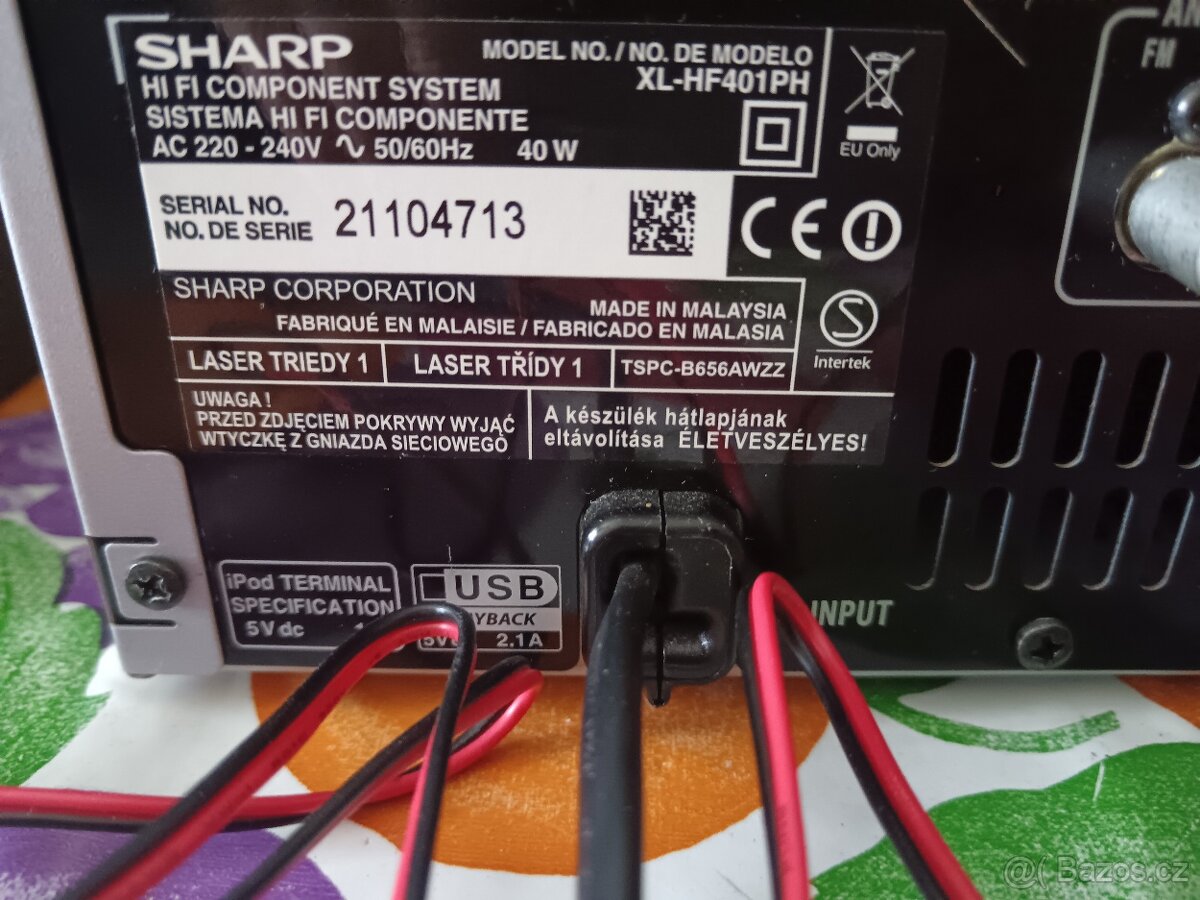 SHARP
MODEL NO. / NO. DE MODELO
XL-HF401PH
HI FI COMPONENT SYSTEM
SISTEMA HI FI COMPONENTE
AC 220 - 240V ∿ 50/60Hz 40 W
EU Only
SERIAL NO.
NO. DE SERIE
21104713
CE
SHARP CORPORATION
MADE IN MALAYSIA
FABRIQUÉ EN MALAISIE / FABRICADO EN MALASIA
S
Intertek
LASER TRIEDY 1
LASER TŘÍDY 1
TSPC-B656AWZZ
UWAGA !
PRZED ZDJĘCIEM POKRYWY WYJĄĆ
WTYCZKĘ Z GNIAZDA SIECIOWEGO
A készülék hátlapjának
eltávolítása ÉLETVESZÉLYES!
FM
iPod TERMINAL
SPECIFICATION
5V dc
USB
2.1 A
INPUT
@( Bazos.cz